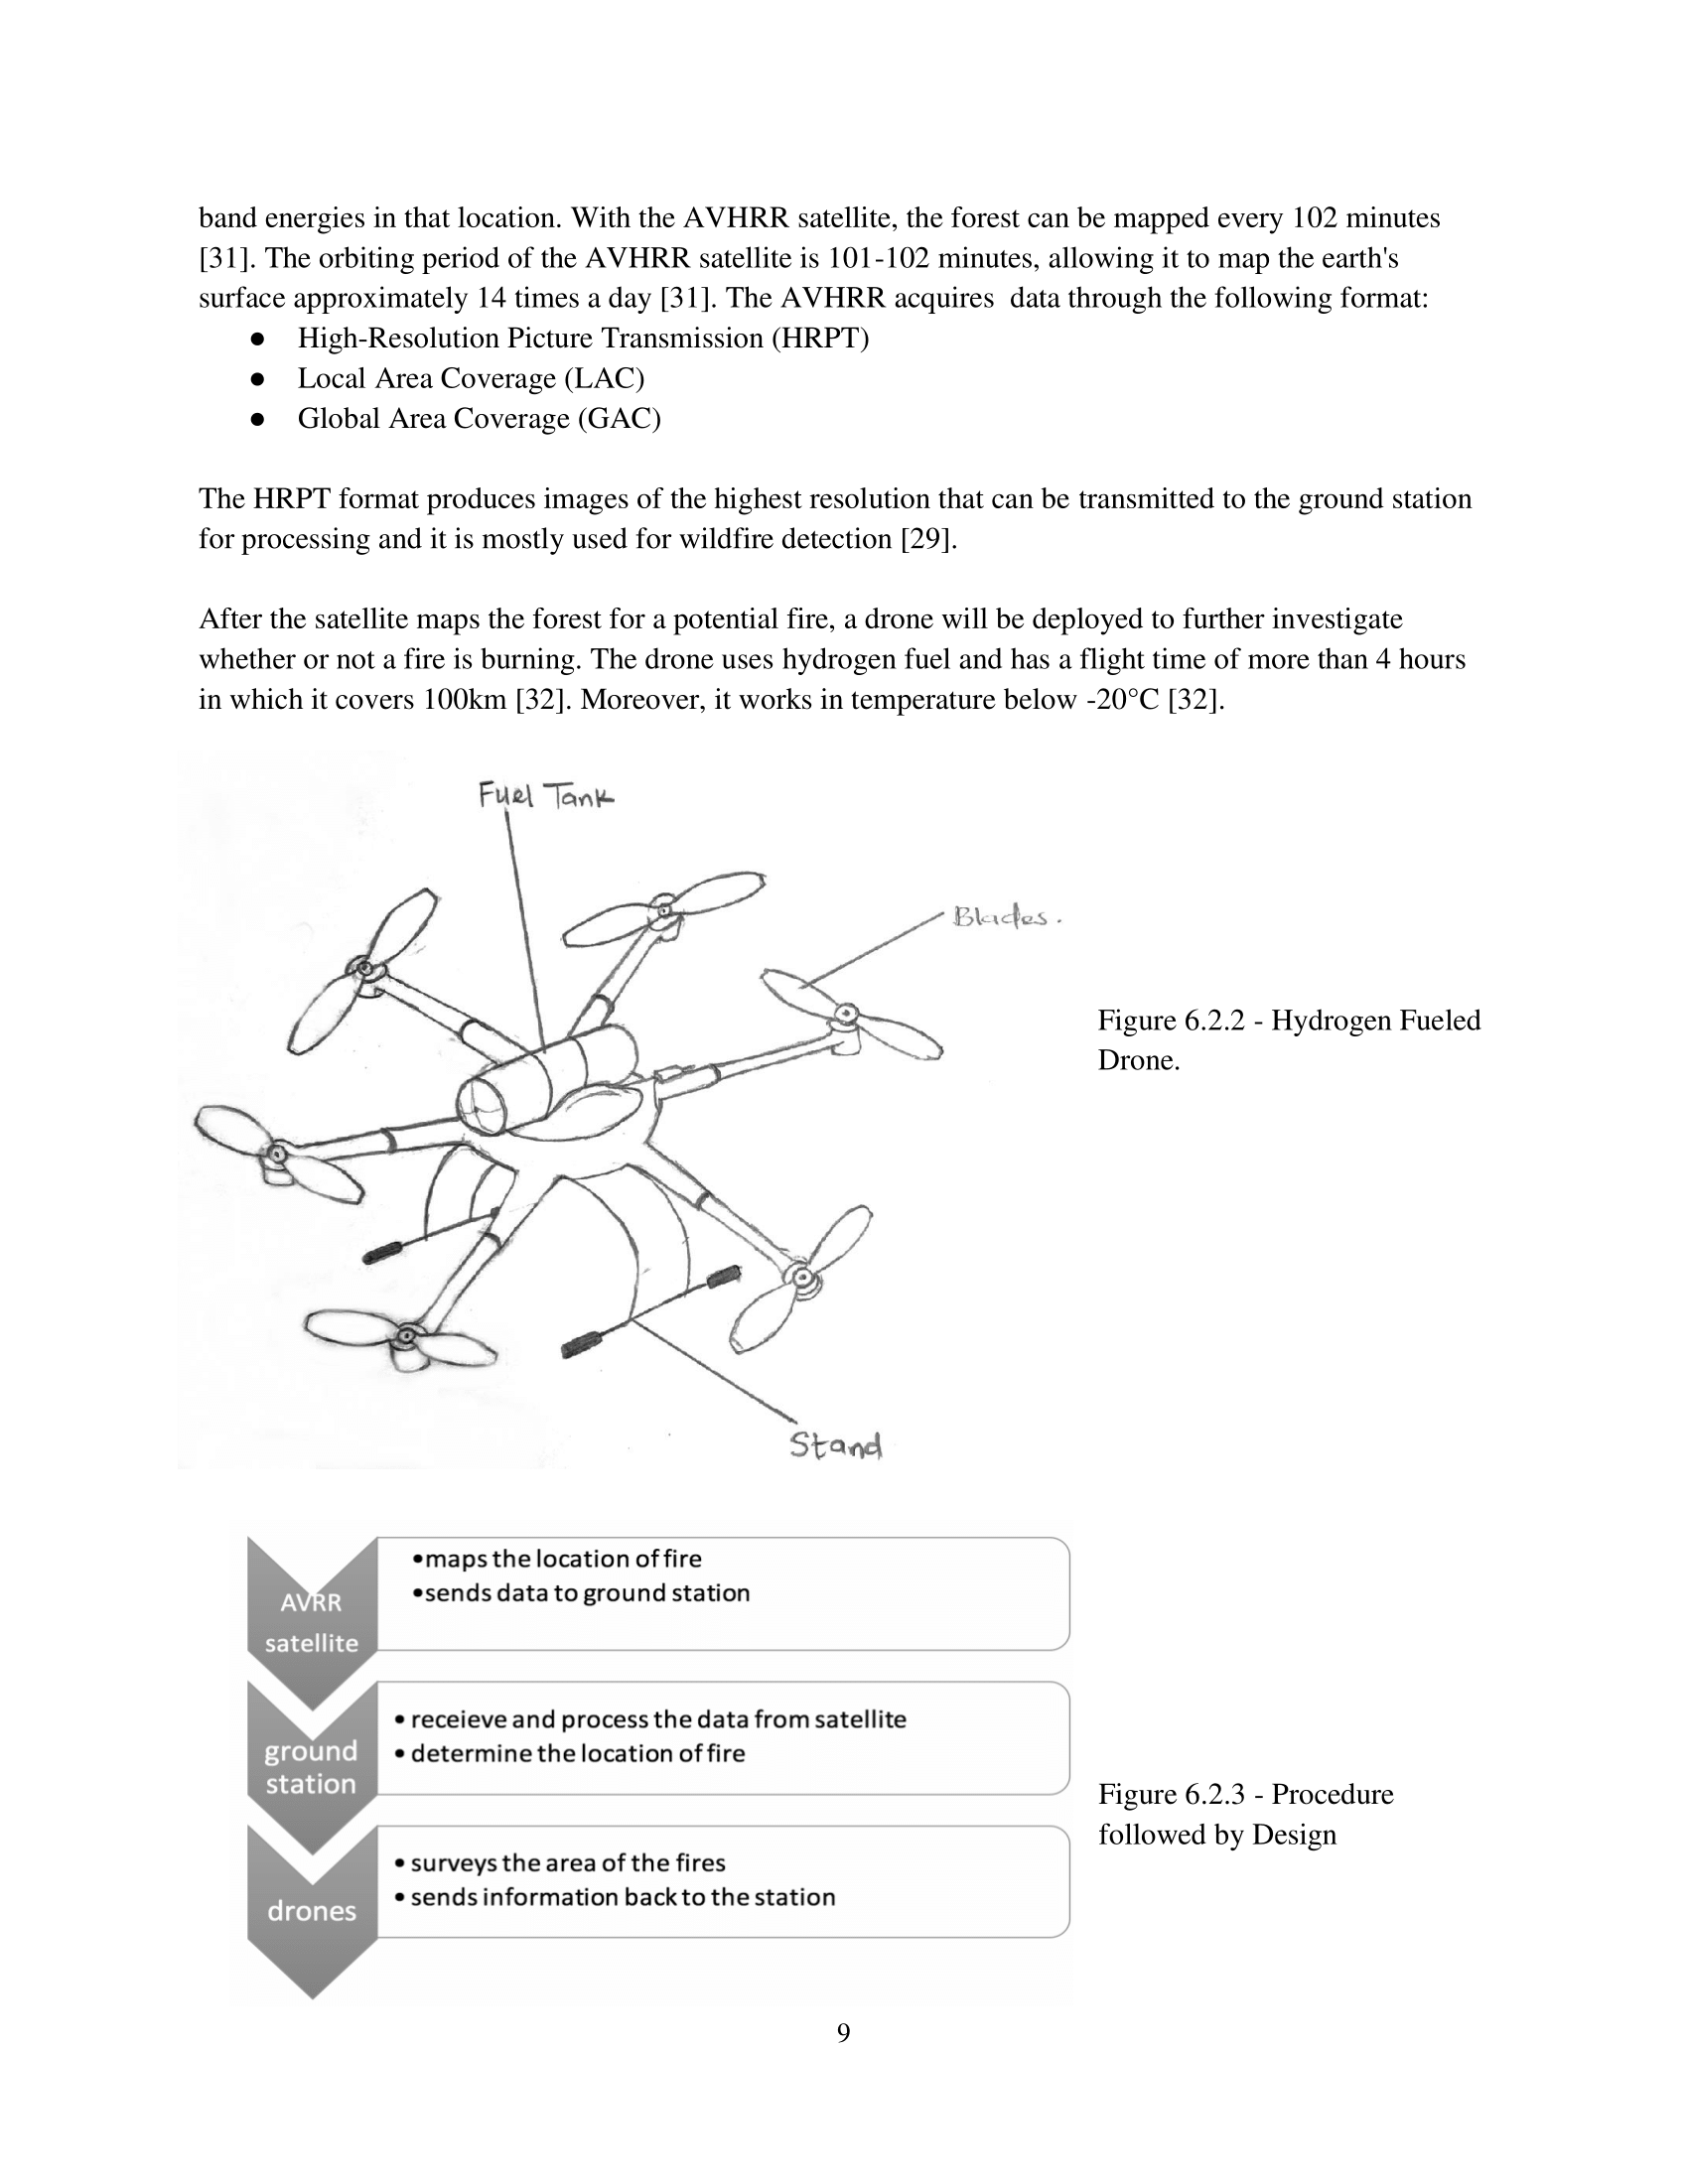 band energies in that location. With the AVHRR satellite, the forest can be mapped every 102 minutes
[31]. The orbiting period of the AVHRR satellite is 101-102 minutes, allowing it to map the earth's
surface approximately 14 times a day [31]. The AVHRR acquires  data through the following format:
● High-Resolution Picture Transmission (HRPT)
● Local Area Coverage (LAC)
● Global Area Coverage (GAC)
The HRPT format produces images of the highest resolution that can be transmitted to the ground station
for processing and it is mostly used for wildfire detection [29].
After the satellite maps the forest for a potential fire, a drone will be deployed to further investigate
whether or not a fire is burning. The drone uses hydrogen fuel and has a flight time of more than 4 hours
in which it covers 100km [32]. Moreover, it works in temperature below -20°C [32].
Fuel Tank
Blades.
Stand
Figure 6.2.2 - Hydrogen Fueled
Drone.
AVRR
satellite
•maps the location of fire
•sends data to ground station
ground
station
• receieve and process the data from satellite
• determine the location of fire
drones
• surveys the area of the fires
• sends information back to the station
Figure 6.2.3 - Procedure
followed by Design
9